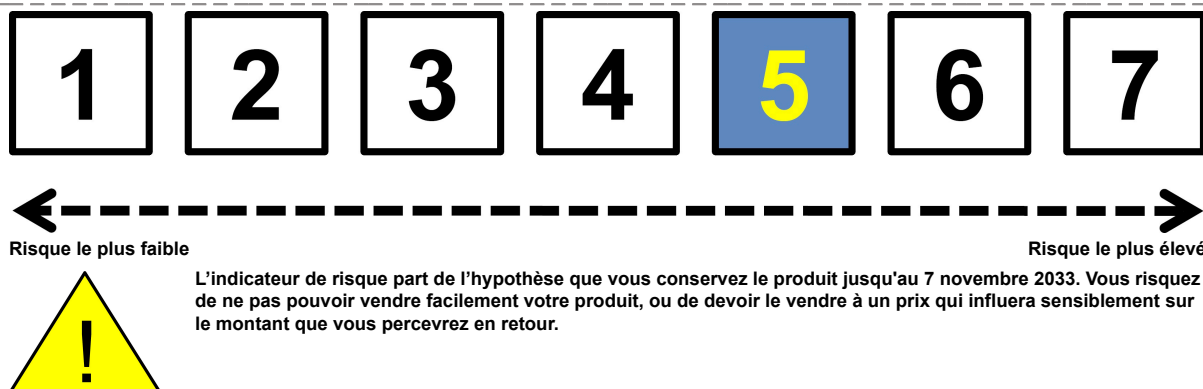 1 2 3 4 5 6 7
Risque le plus faible Risque le plus élevé
L'indicateur de risque part de l'hypothèse que vous conservez le produit jusqu'au 7 novembre 2033. Vous risquez
de ne pas pouvoir vendre facilement votre produit, ou de devoir le vendre à un prix qui influera sensiblement sur
le montant que vous percevrez en retour.
!